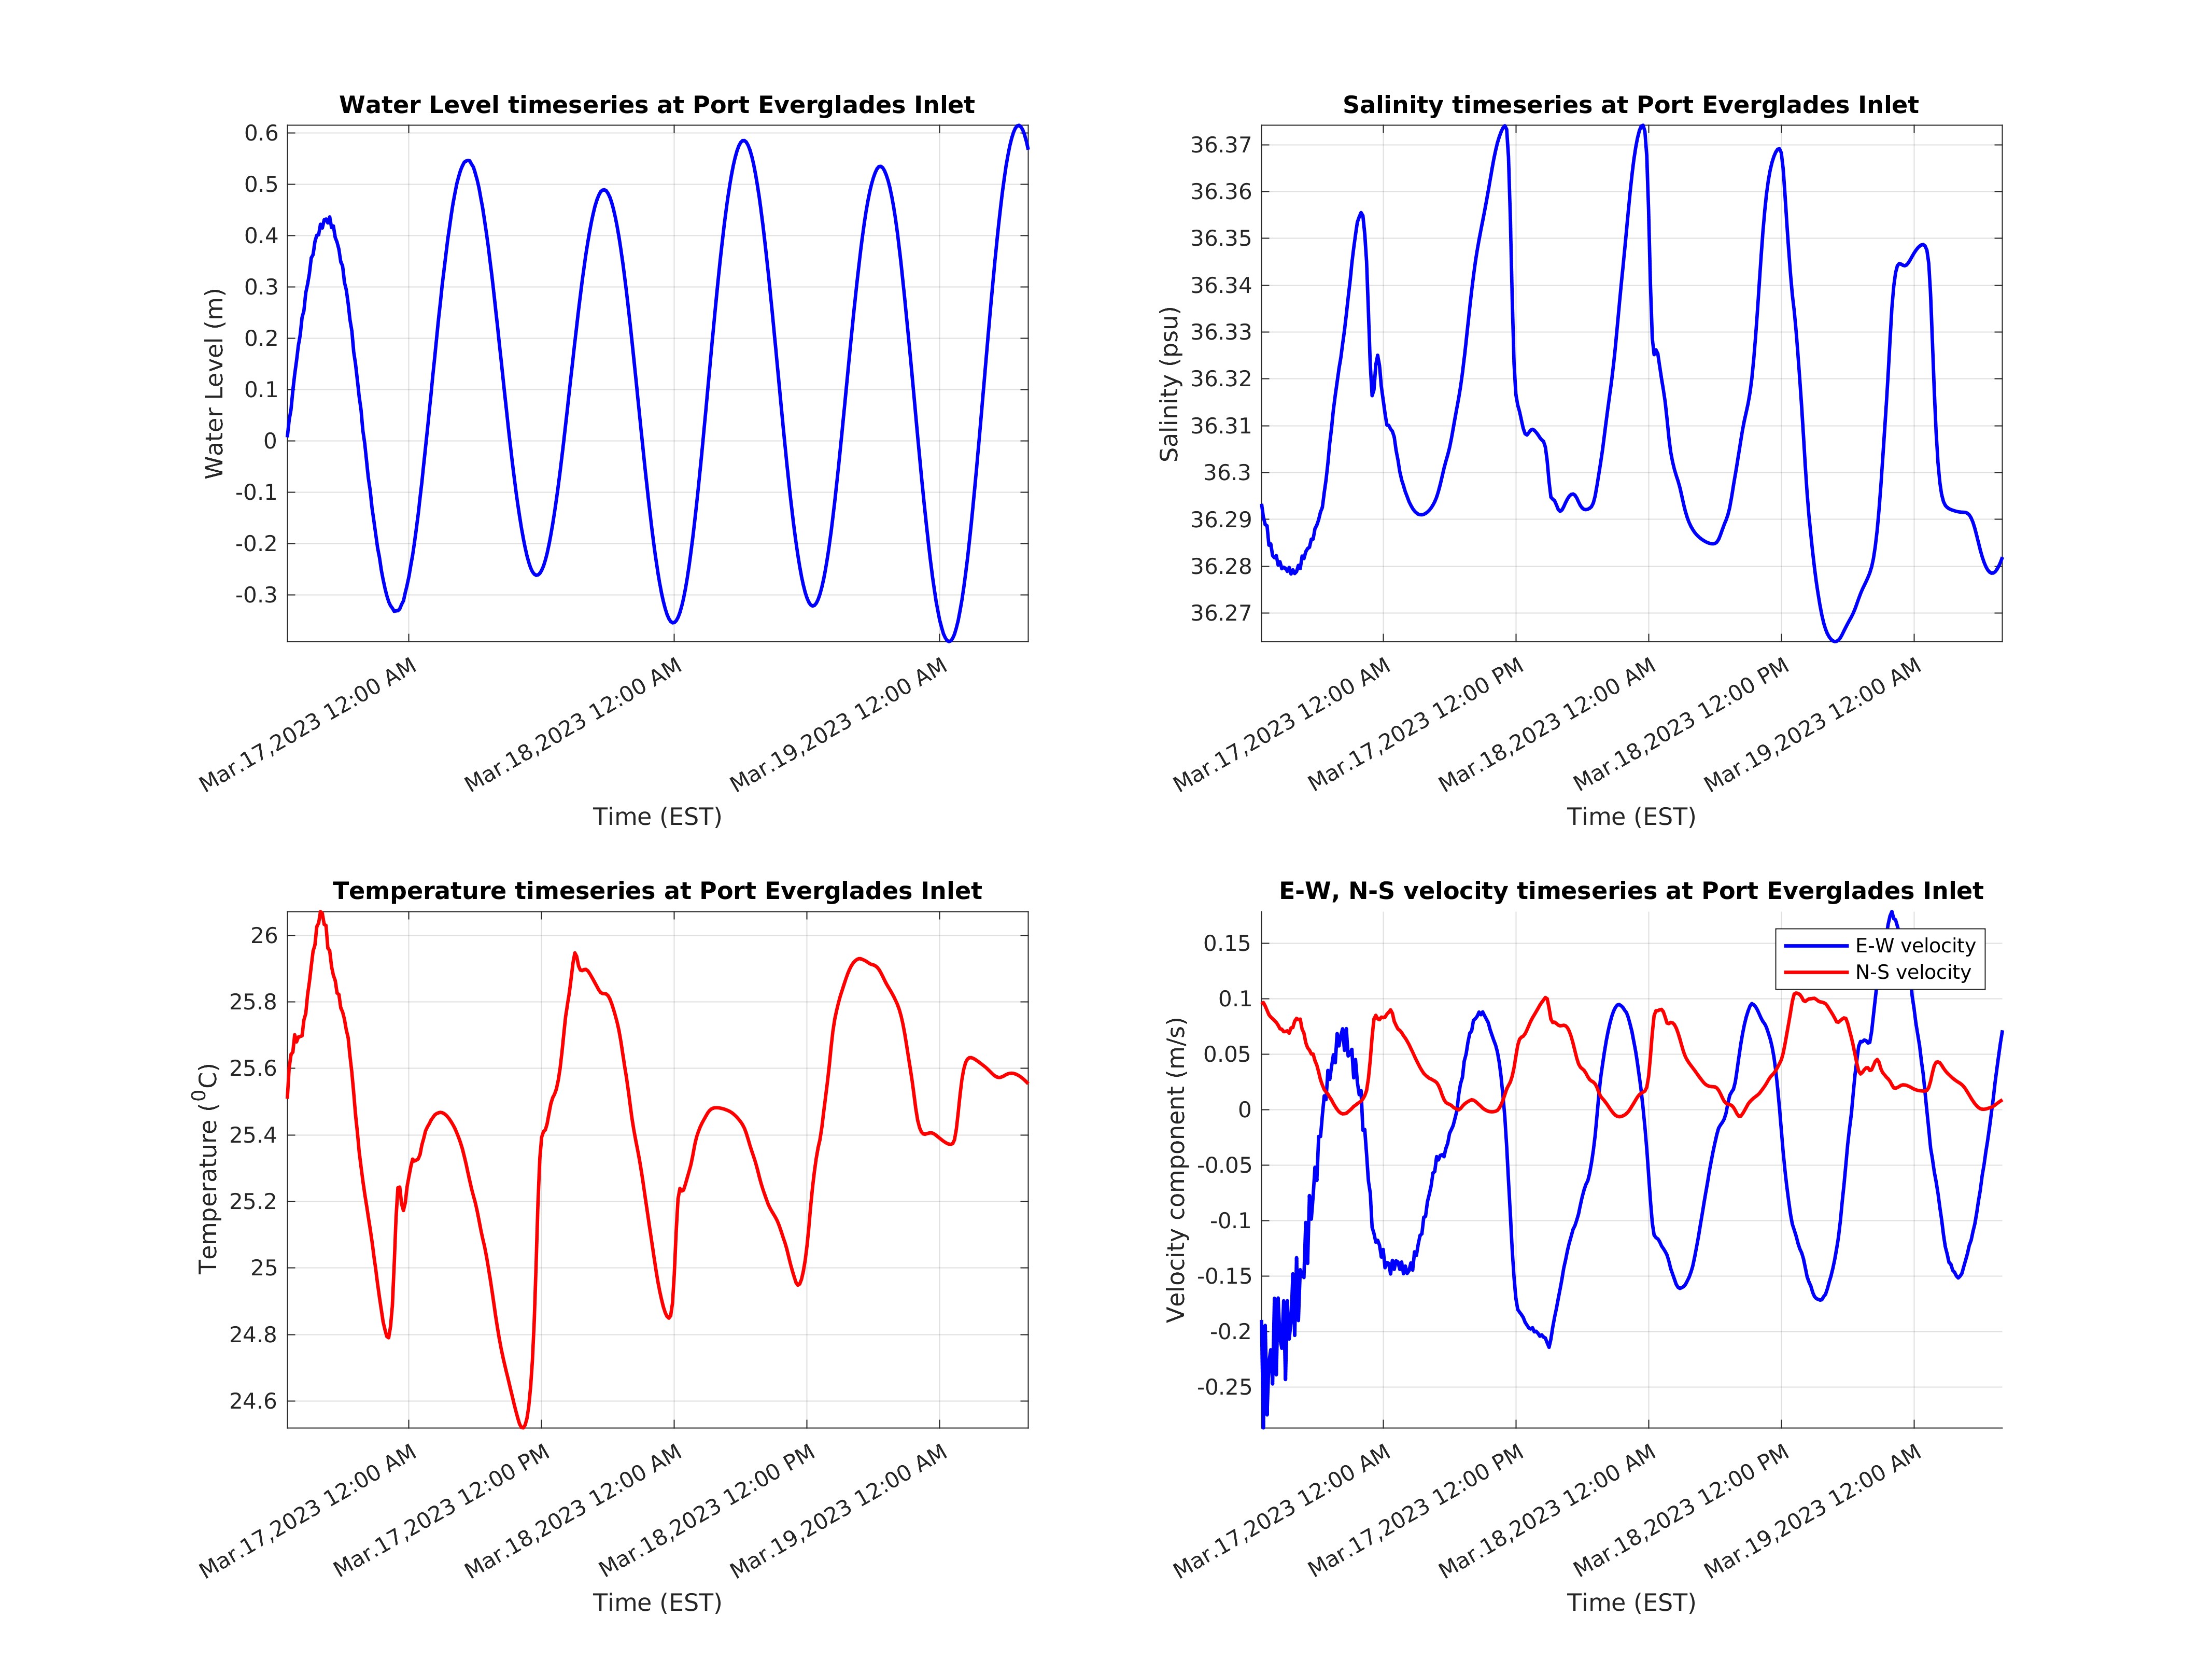 Water Level timeseries at Port Everglades Inlet
Water Level (m)
0.6
0.5
0.4
0.3
0.2
0.1
0
-0.1
-0.2
-0.3
Mar.17,2023 12:00 AM
Mar.18,2023 12:00 AM
Mar.19,2023 12:00 AM
Time (EST)
Salinity timeseries at Port Everglades Inlet
Salinity (psu)
36.37
36.36
36.35
36.34
36.33
36.32
36.31
36.3
36.29
36.28
36.27
Mar.17,2023 12:00 AM
Mar.17,2023 12:00 PM
Mar.18,2023 12:00 AM
Mar.18,2023 12:00 PM
Mar.19,2023 12:00 AM
Time (EST)
Temperature timeseries at Port Everglades Inlet
Temperature (⁰C)
26
25.8
25.6
25.4
25.2
25
24.8
24.6
Mar.17,2023 12:00 AM
Mar.17,2023 12:00 PM
Mar.18,2023 12:00 AM
Mar.18,2023 12:00 PM
Mar.19,2023 12:00 AM
Time (EST)
E-W, N-S velocity timeseries at Port Everglades Inlet
Velocity component (m/s)
0.15
0.1
0.05
0
-0.05
-0.1
-0.15
-0.2
-0.25
E-W velocity
N-S velocity
Mar.17,2023 12:00 AM
Mar.17,2023 12:00 PM
Mar.18,2023 12:00 AM
Mar.18,2023 12:00 PM
Mar.19,2023 12:00 AM
Time (EST)